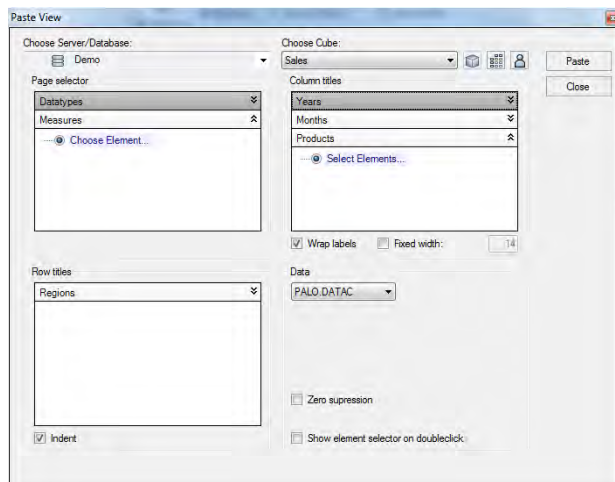 Paste View
Choose Server/Database:
Choose Cube:
Demo
Sales
Paste
Close
Page selector
Column titles
Datatypes
Years
Measures
Months
Choose Element...
Products
Select Elements...
Wrap labels
Fixed width:
14
Row titles
Data
Regions
PALO.DATAC
Zero supression
Indent
Show element selector on doubleclick